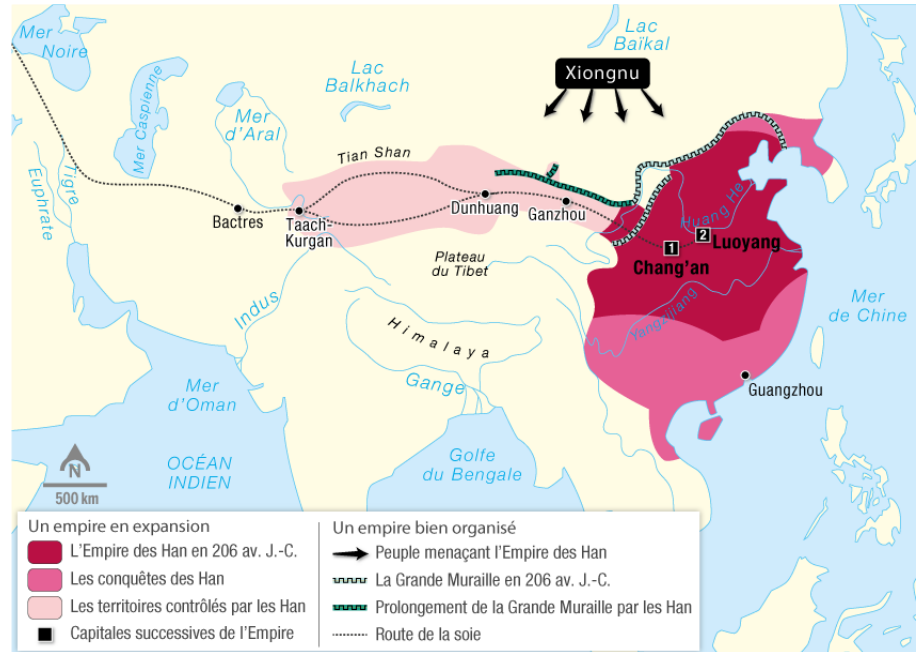 Mer
Noire
Mer Caspienne
Mer
d'Aral
Lac
Balkhach
Lac
Baïkal
Xiongnu
Tigre
Euphrate
Tian Shan
Bactres
Taach-
Kurgan
Dunhuang
Ganzhou
Huang He
2
Luoyang
1
Chang'an
Plateau
du Tibet
Indus
Himalaya
Yangziliang
Gange
Mer
de Chine
Guangzhou
Mer
d'Oman
Golfe
du Bengale
OCÉAN
INDIEN
N
500 km
Un empire en expansion
L'Empire des Han en 206 av. J.-C.
Les conquêtes des Han
Les territoires contrôlés par les Han
Capitales successives de l'Empire
Un empire bien organisé
Peuple menaçant l'Empire des Han
La Grande Muraille en 206 av. J.-C.
Prolongement de la Grande Muraille par les Han
Route de la soie